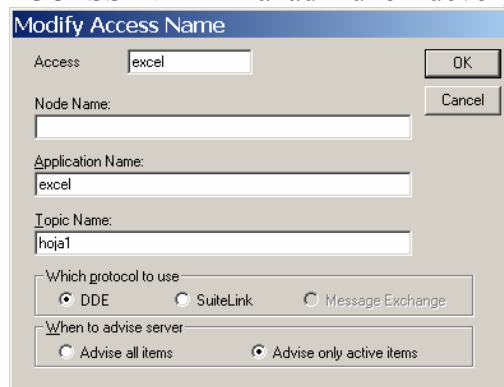 Modify Access Name
Access excel OK
Node Name: Cancel
Application Name:
excel
Topic Name:
hoja1
Which protocol to use
DDE SuiteLink Message Exchange
When to advise server
Advise all items Advise only active items